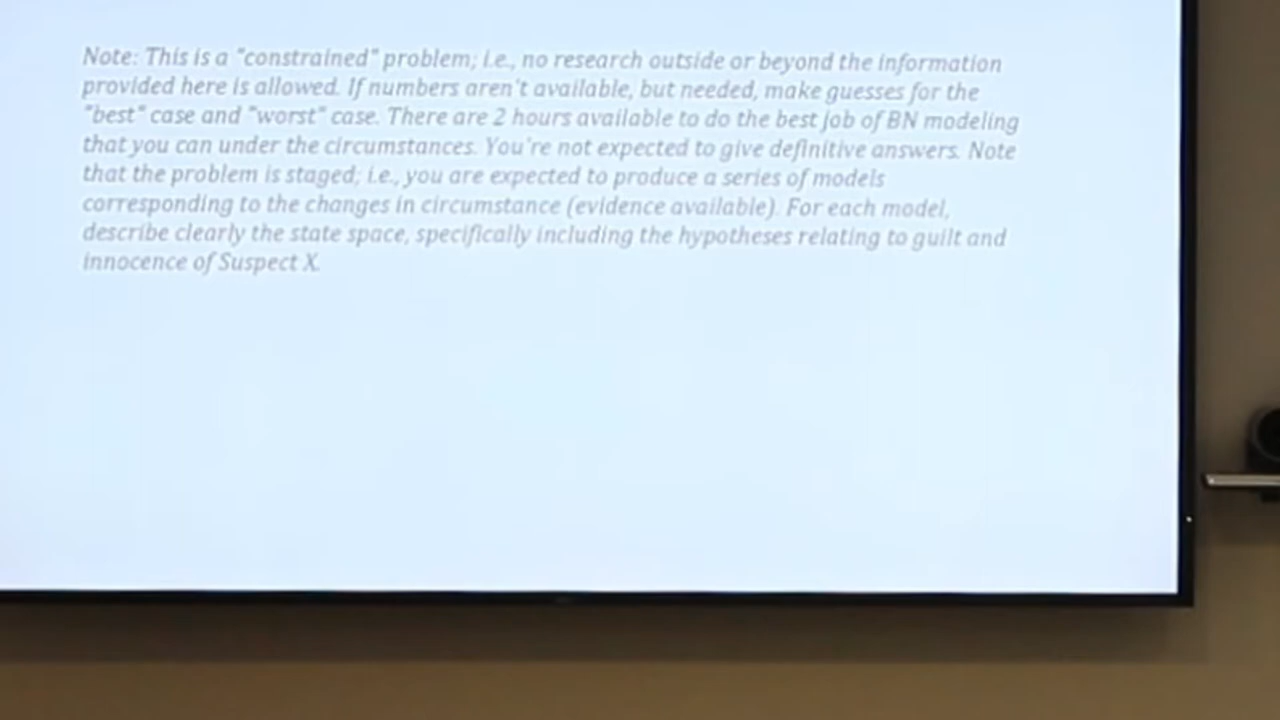 Note: This is a "constrained" problem; i.e., no research outside or beyond the information
provided here is allowed. If numbers aren't available, but needed, make guesses for the
"best" case and "worst" case. There are 2 hours available to do the best job of BN modeling
that you can under the circumstances. You're not expected to give definitive answers. Note
that the problem is staged; i.e., you are expected to produce a series of models
corresponding to the changes in circumstance (evidence available). For each model,
describe clearly the state space, specifically including the hypotheses relating to guilt and
innocence of Suspect X.